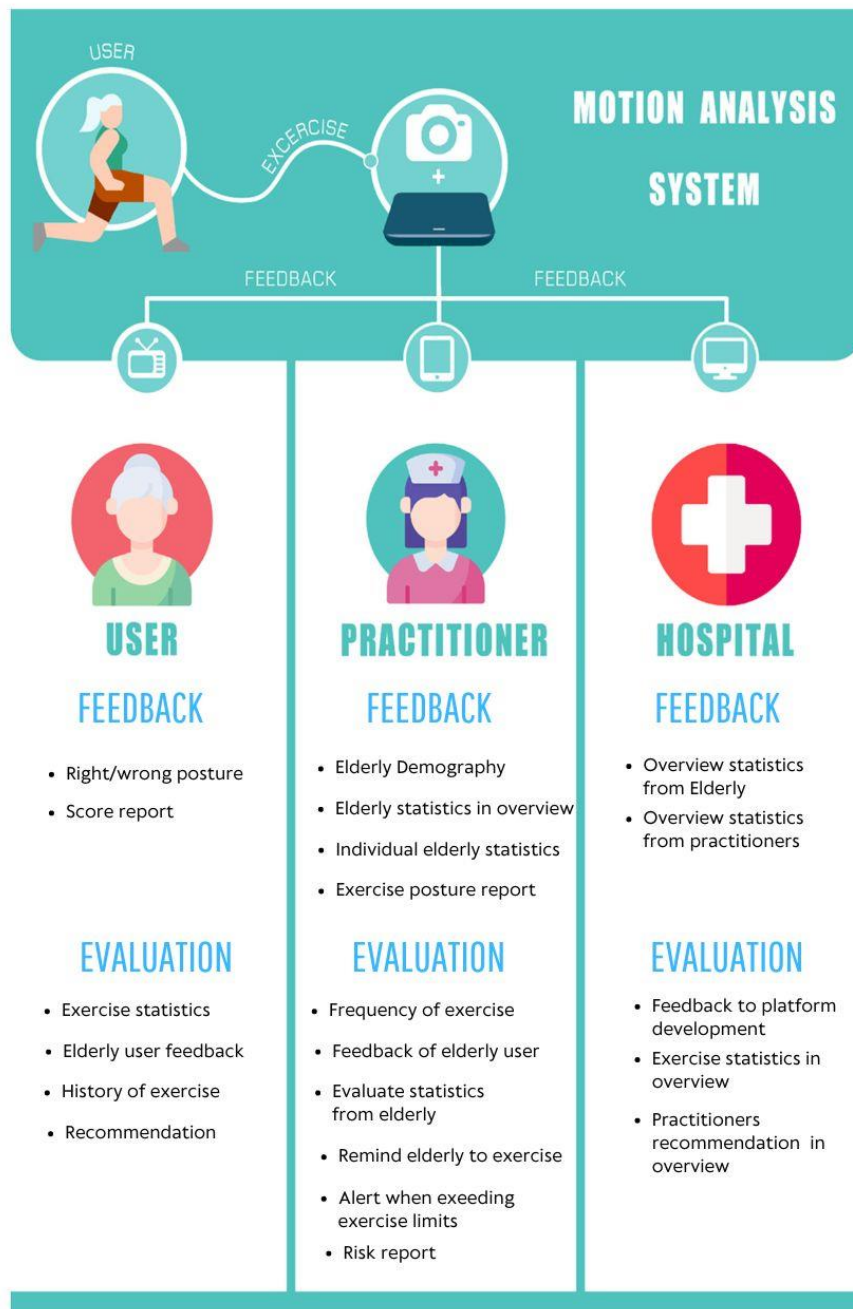 USER
EXCERCISE
MOTION ANALYSIS
SYSTEM
FEEDBACK
FEEDBACK
USER
FEEDBACK
• Right/wrong posture
• Score report
EVALUATION
• Exercise statistics
• Elderly user feedback
• History of exercise
• Recommendation
PRACTITIONER
FEEDBACK
• Elderly Demography
• Elderly statistics in overview
• Individual elderly statistics
• Exercise posture report
EVALUATION
• Frequency of exercise
• Feedback of elderly user
• Evaluate statistics
from elderly
• Remind elderly to exercise
• Alert when exeeding
exercise limits
• Risk report
HOSPITAL
FEEDBACK
• Overview statistics
from Elderly
• Overview statistics
from practitioners
EVALUATION
• Feedback to platform
development
• Exercise statistics in
overview
• Practitioners
recommendation in
overview